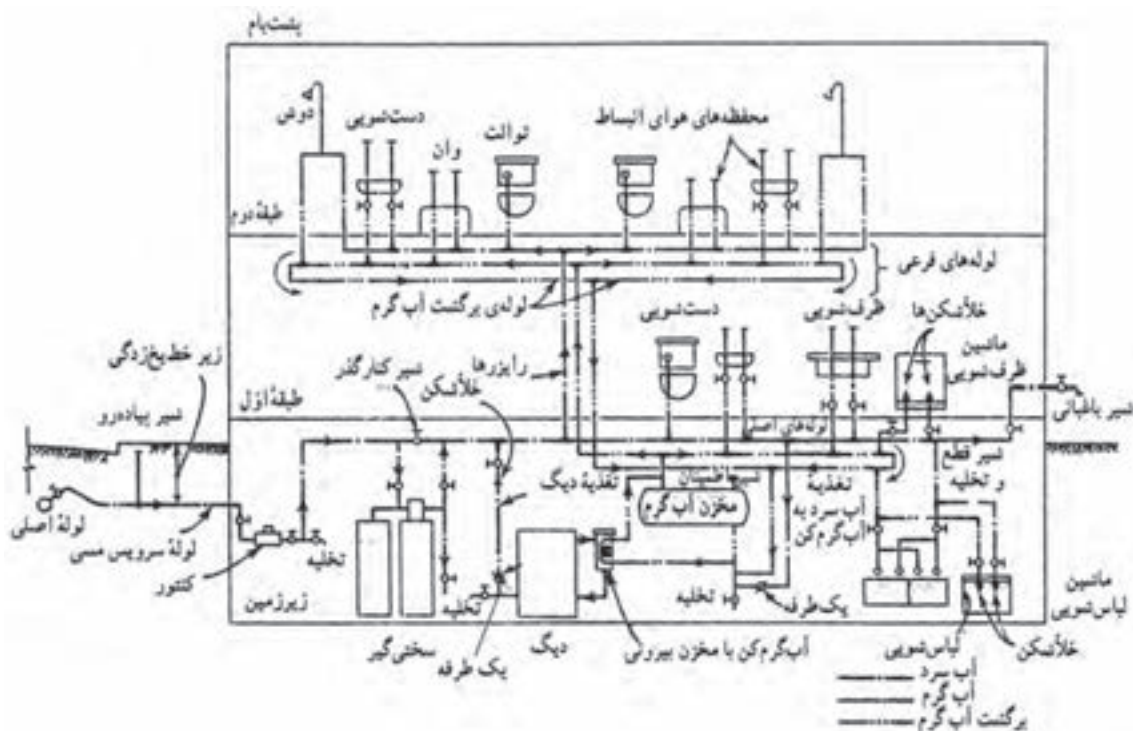 پشت‌بام
دوش
دست‌شویی
وان
توالت
محفظه‌های هوای انبساط
طبقهٔ دوم
لوله‌های فرعی
لوله‌ی برگشت آب گرم
دست‌شویی
ظرف‌شویی
خلأشکن‌ها
ماشین
ظرف‌شویی
شیر باغبانی
رایزرها
شیر کنارگذر
خلأشکن
زیر خط یخ‌زدگی
شیر پیاده‌رو
طبقهٔ اوّل
لوله‌های اصلی
شیر قطع
و تخلیه
شیر اطمینان
تغذیهٔ دیگ
مخزن آب گرم
تغذیهٔ
آب سرد به
آب گرم کن
لولهٔ اصلی
لولهٔ سرویس مسی
کنتور
تخلیه
زیرزمین
تخلیه
تخلیه
یک‌طرفه
ماشین
لباس‌شویی
سختی‌گیر
یک طرفه
دیگ
آب‌گرم‌کن با مخزن بیرونی
لباس‌شویی
خلأشکن
آب سرد
آب گرم
برگشت آب گرم